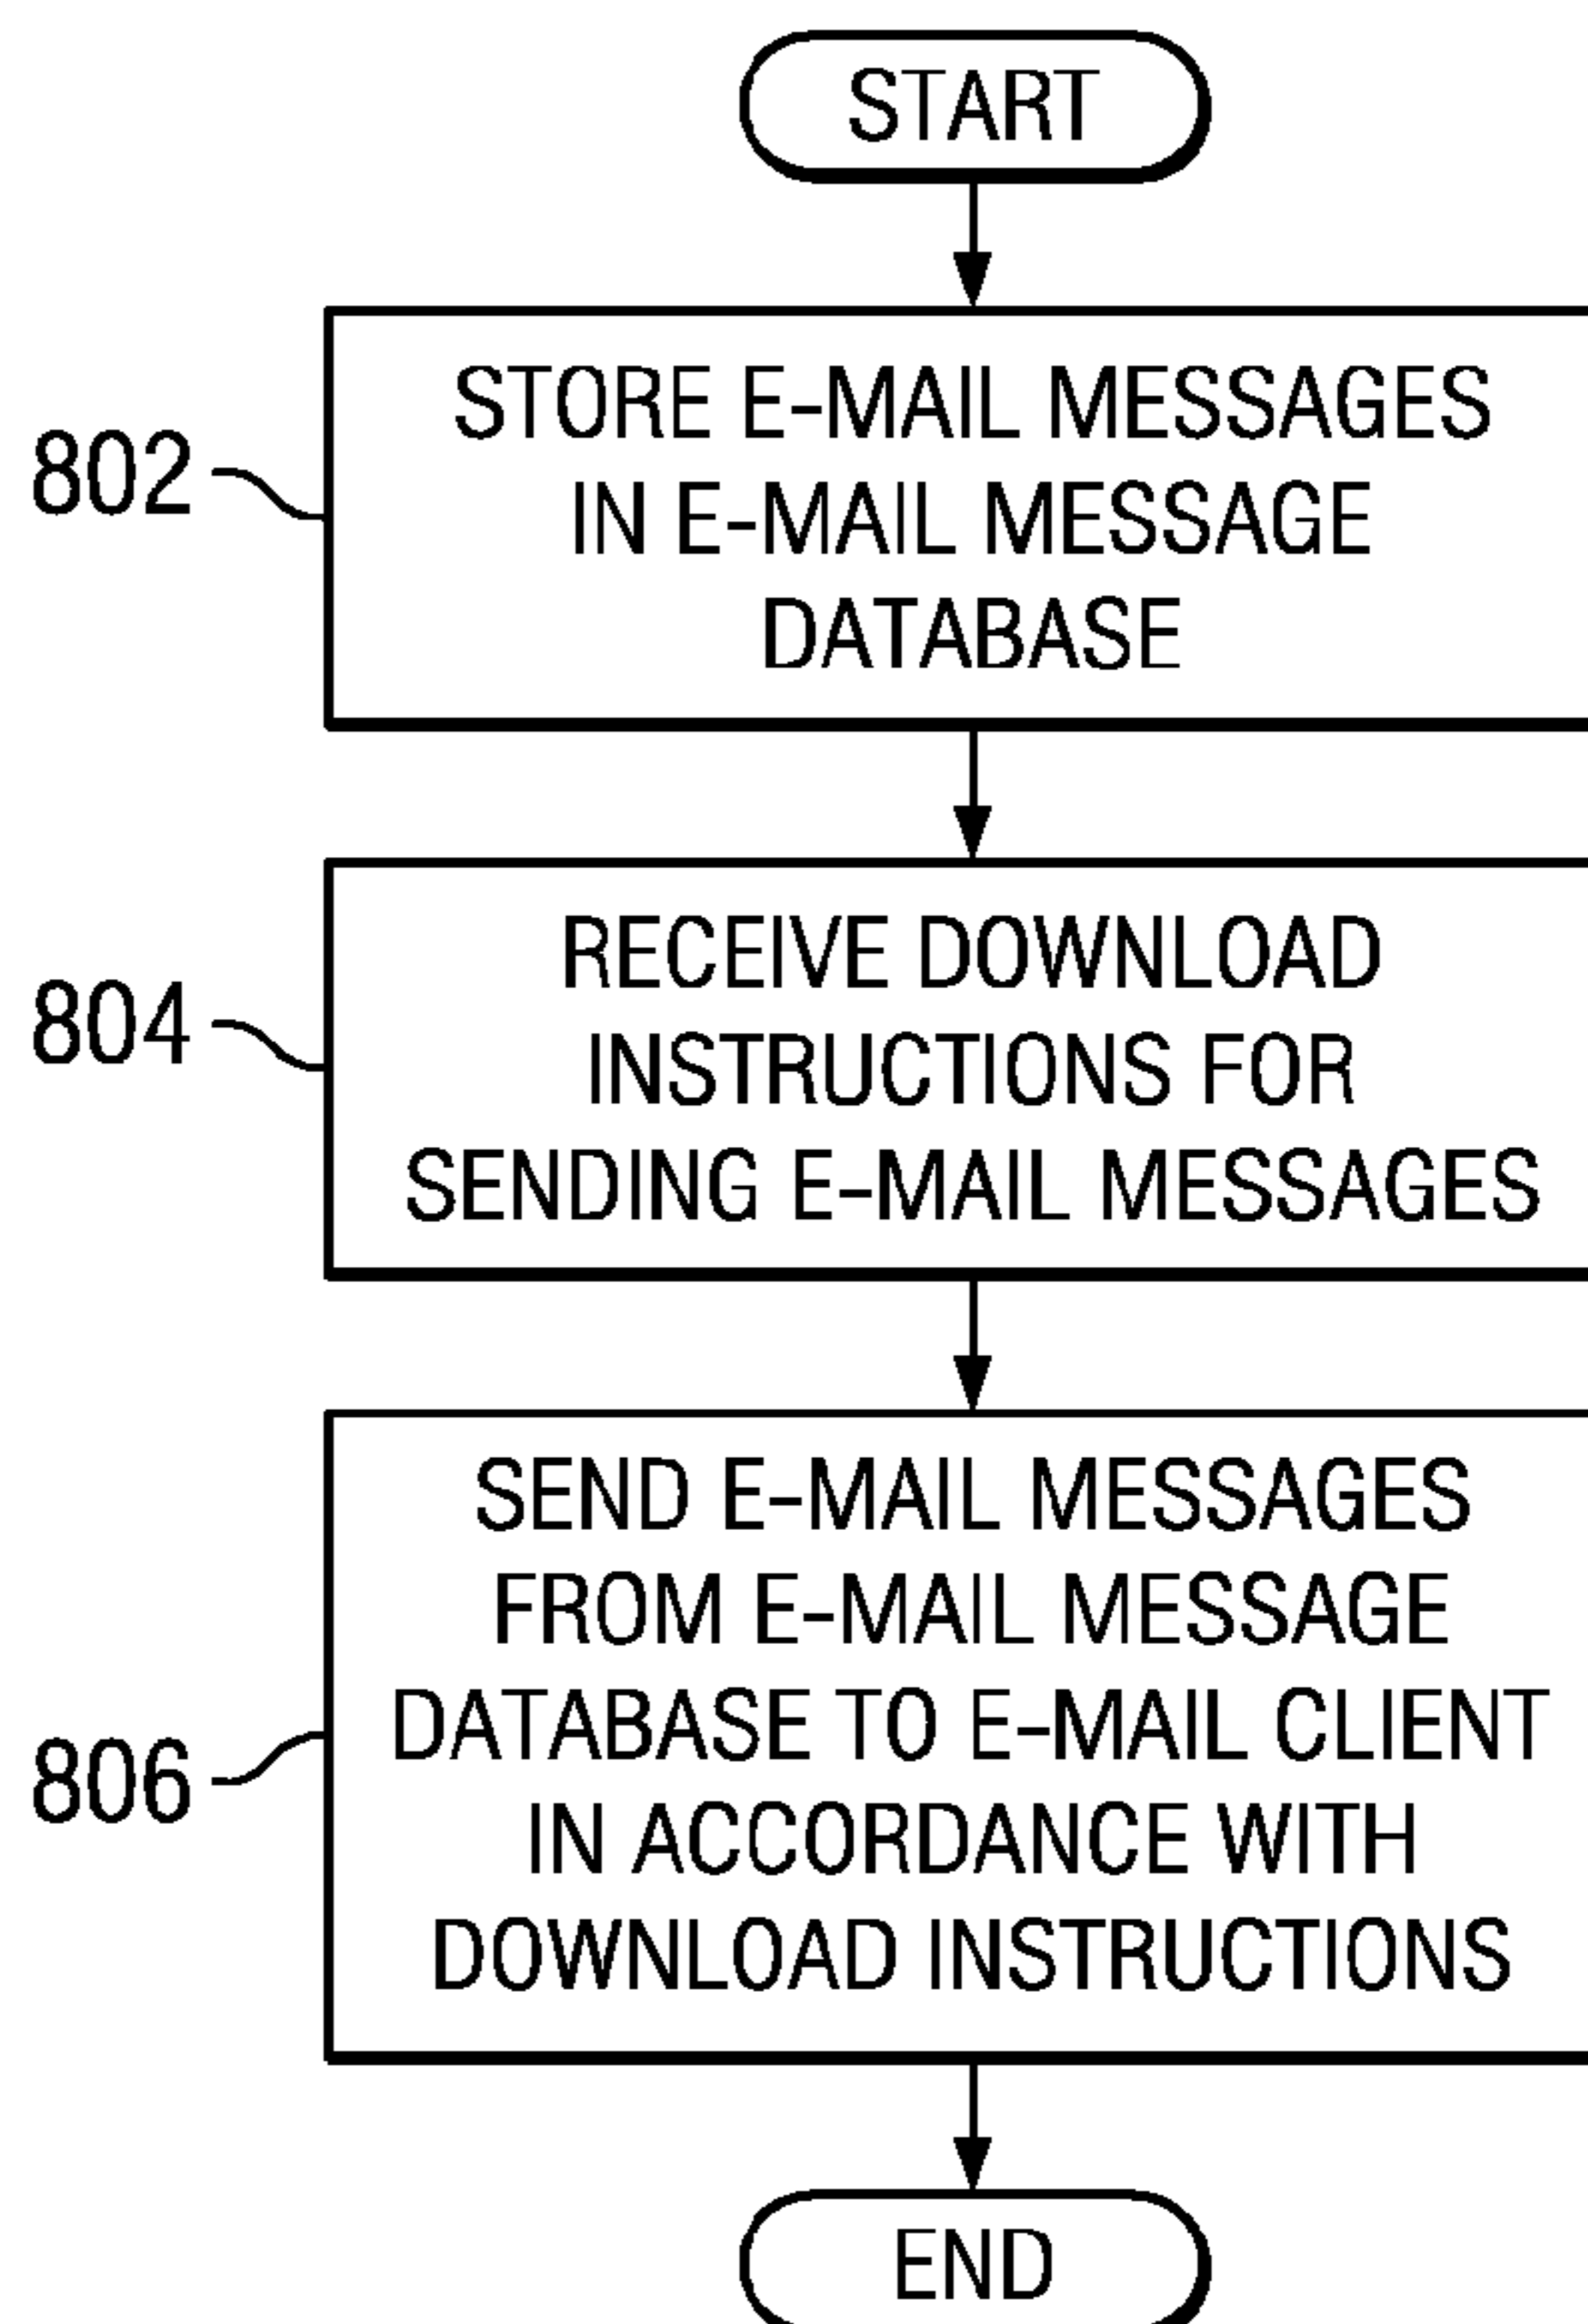 START
802
STORE E-MAIL MESSAGES
IN E-MAIL MESSAGE
DATABASE
804
RECEIVE DOWNLOAD
INSTRUCTIONS FOR
SENDING E-MAIL MESSAGES
806
SEND E-MAIL MESSAGES
FROM E-MAIL MESSAGE
DATABASE TO E-MAIL CLIENT
IN ACCORDANCE WITH
DOWNLOAD INSTRUCTIONS
END